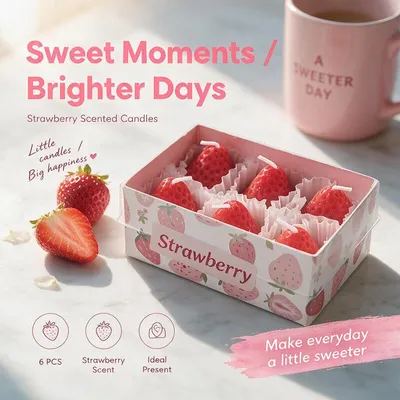 Sweet Moments /
Brighter Days
Strawberry Scented Candles
Little
candles /
Big happiness ♥
A
SWEETER
DAY
Strawberry
6 PCS
Strawberry
Scent
Ideal
Present
Make everyday
a little sweeter